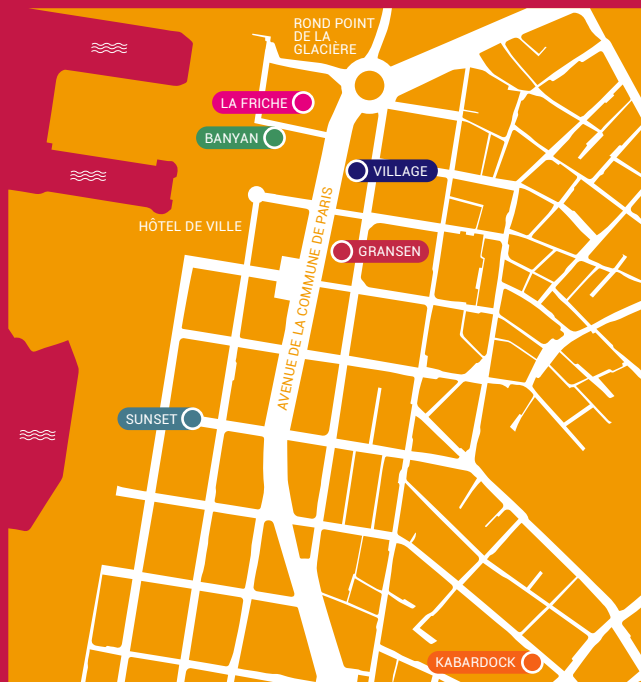 ROND POINT
DE LA
GLACIÈRE
LA FRICHE
BANYAN
VILLAGE
HÔTEL DE VILLE
GRANSEN
AVENUE DE LA COMMUNE DE PARIS
SUNSET
KABARDOCK